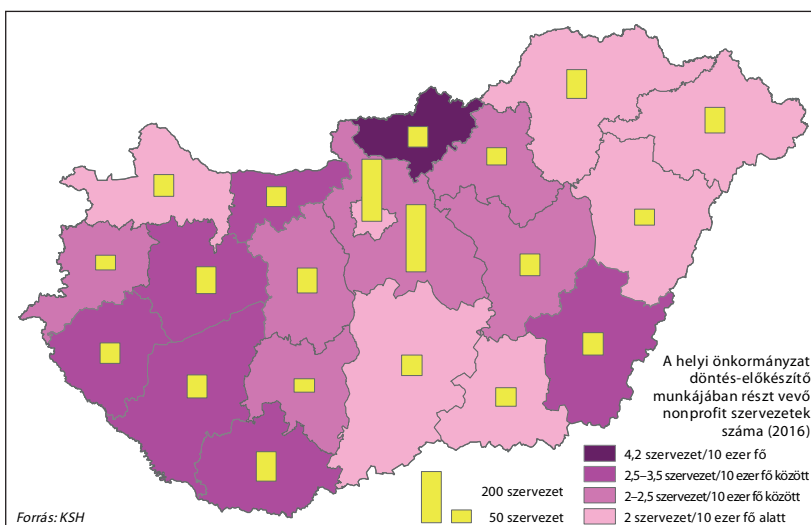 A helyi önkormányzat
döntés-előkészítő
munkájában részt vevő
nonprofit szervezetek
száma (2016)
4,2 szervezet/10 ezer fő
2,5–3,5 szervezet/10 ezer fő között
2–2,5 szervezet/10 ezer fő között
2 szervezet/10 ezer fő alatt
200 szervezet
50 szervezet
Forrás: KSH